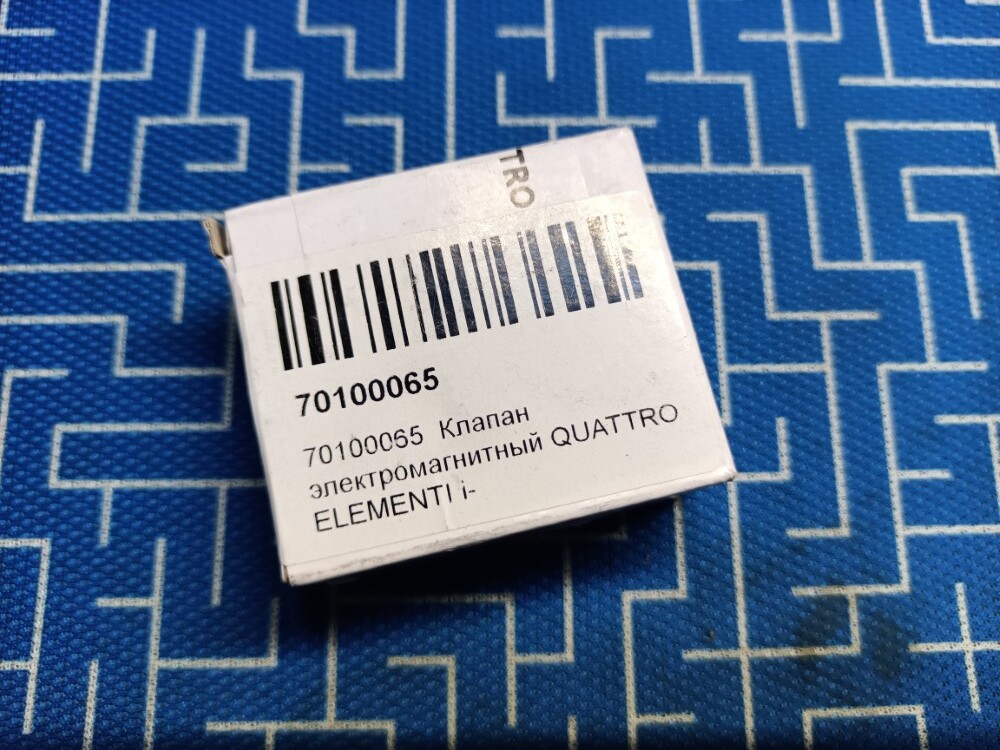 TRO
70100065
70100065 Клапан
электромагнитный QUATTRO
ELEMENTI i-